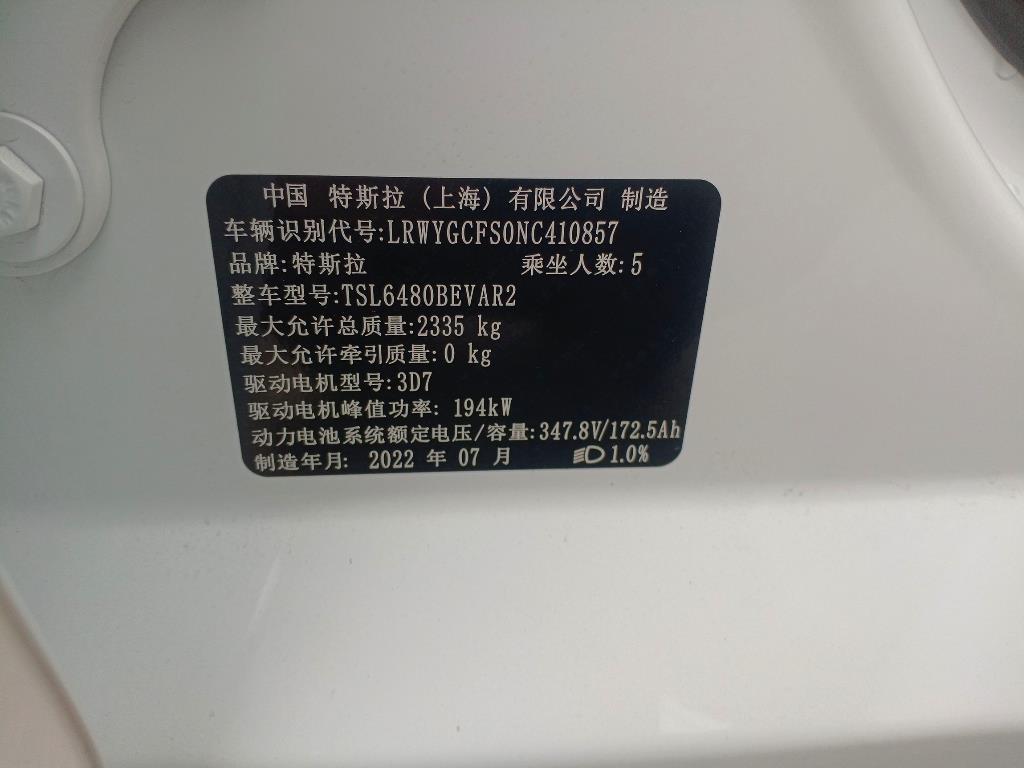 中国 特斯拉 (上海) 有限公司 制造
车辆识别代号:LRWYGCFS0NC410857
品牌:特斯拉 乘坐人数:5
整车型号:TSL6480BEVAR2
最大允许总质量:2335 kg
最大允许牵引质量:0 kg
驱动电机型号:3D7
驱动电机峰值功率: 194kW
动力电池系统额定电压/容量:347.8V/172.5Ah
制造年月: 2022 年 07 月 1.0%